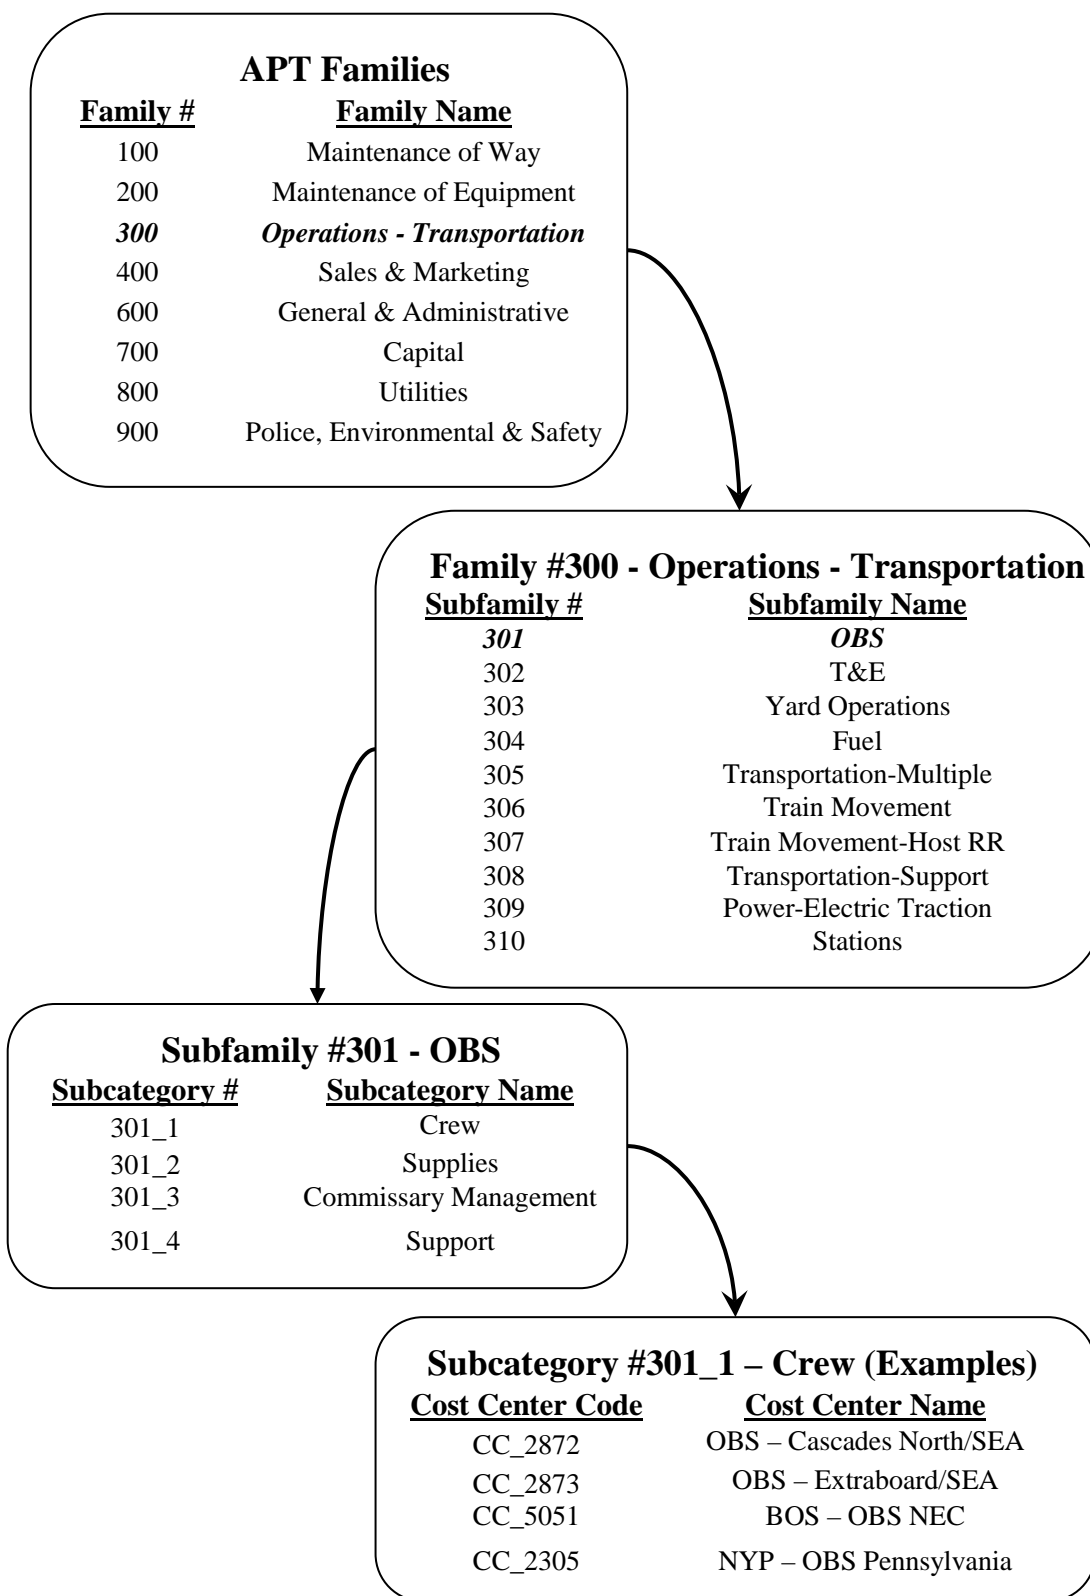 APT Families
Family # Family Name
100 Maintenance of Way
200 Maintenance of Equipment
300 Operations - Transportation
400 Sales & Marketing
600 General & Administrative
700 Capital
800 Utilities
900 Police, Environmental & Safety
Family #300 - Operations - Transportation
Subfamily # Subfamily Name
301 OBS
302 T&E
303 Yard Operations
304 Fuel
305 Transportation-Multiple
306 Train Movement
307 Train Movement-Host RR
308 Transportation-Support
309 Power-Electric Traction
310 Stations
Subfamily #301 - OBS
Subcategory # Subcategory Name
301_1 Crew
301_2 Supplies
301_3 Commissary Management
301_4 Support
Subcategory #301_1 – Crew (Examples)
Cost Center Code Cost Center Name
CC_2872 OBS – Cascades North/SEA
CC_2873 OBS – Extraboard/SEA
CC_5051 BOS – OBS NEC
CC_2305 NYP – OBS Pennsylvania